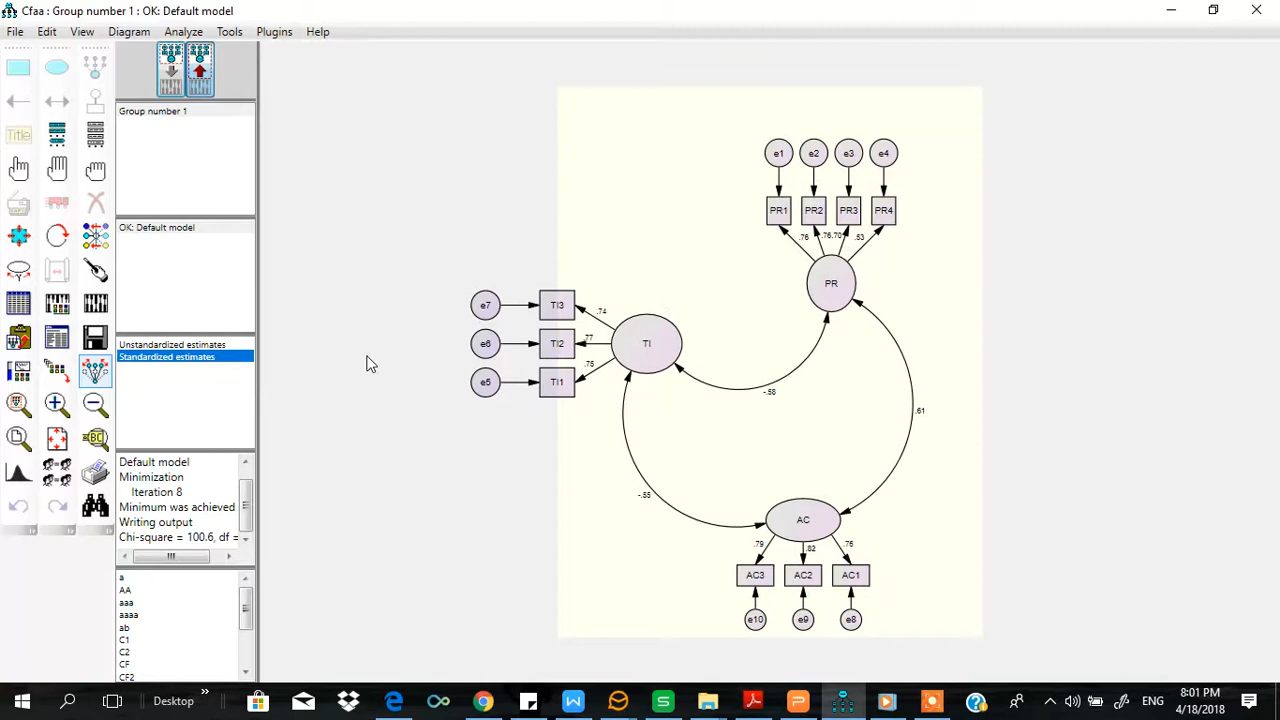 Cfaa : Group number 1 : OK: Default model
File Edit View Diagram Analyze Tools Plugins Help
Title
Group number 1
OK: Default model
Unstandardized estimates
Standardized estimates
Default model
Minimization
Iteration 8
Minimum was achieved
Writing output
Chi-square = 100.6, df =
a
AA
aaa
aaaa
ab
C1
C2
CF
CF2
e1 e2 e3 e4
PR1 PR2 PR3 PR4
.76 .76 .70 .53
PR
e7 TI3 .74
e6 TI2 .77 TI
e5 TI1 .75
-.58
.61
-.55
AC
.79 .82 .76
AC3 AC2 AC1
e10 e9 e8
Desktop
ENG
8:01 PM
4/18/2018